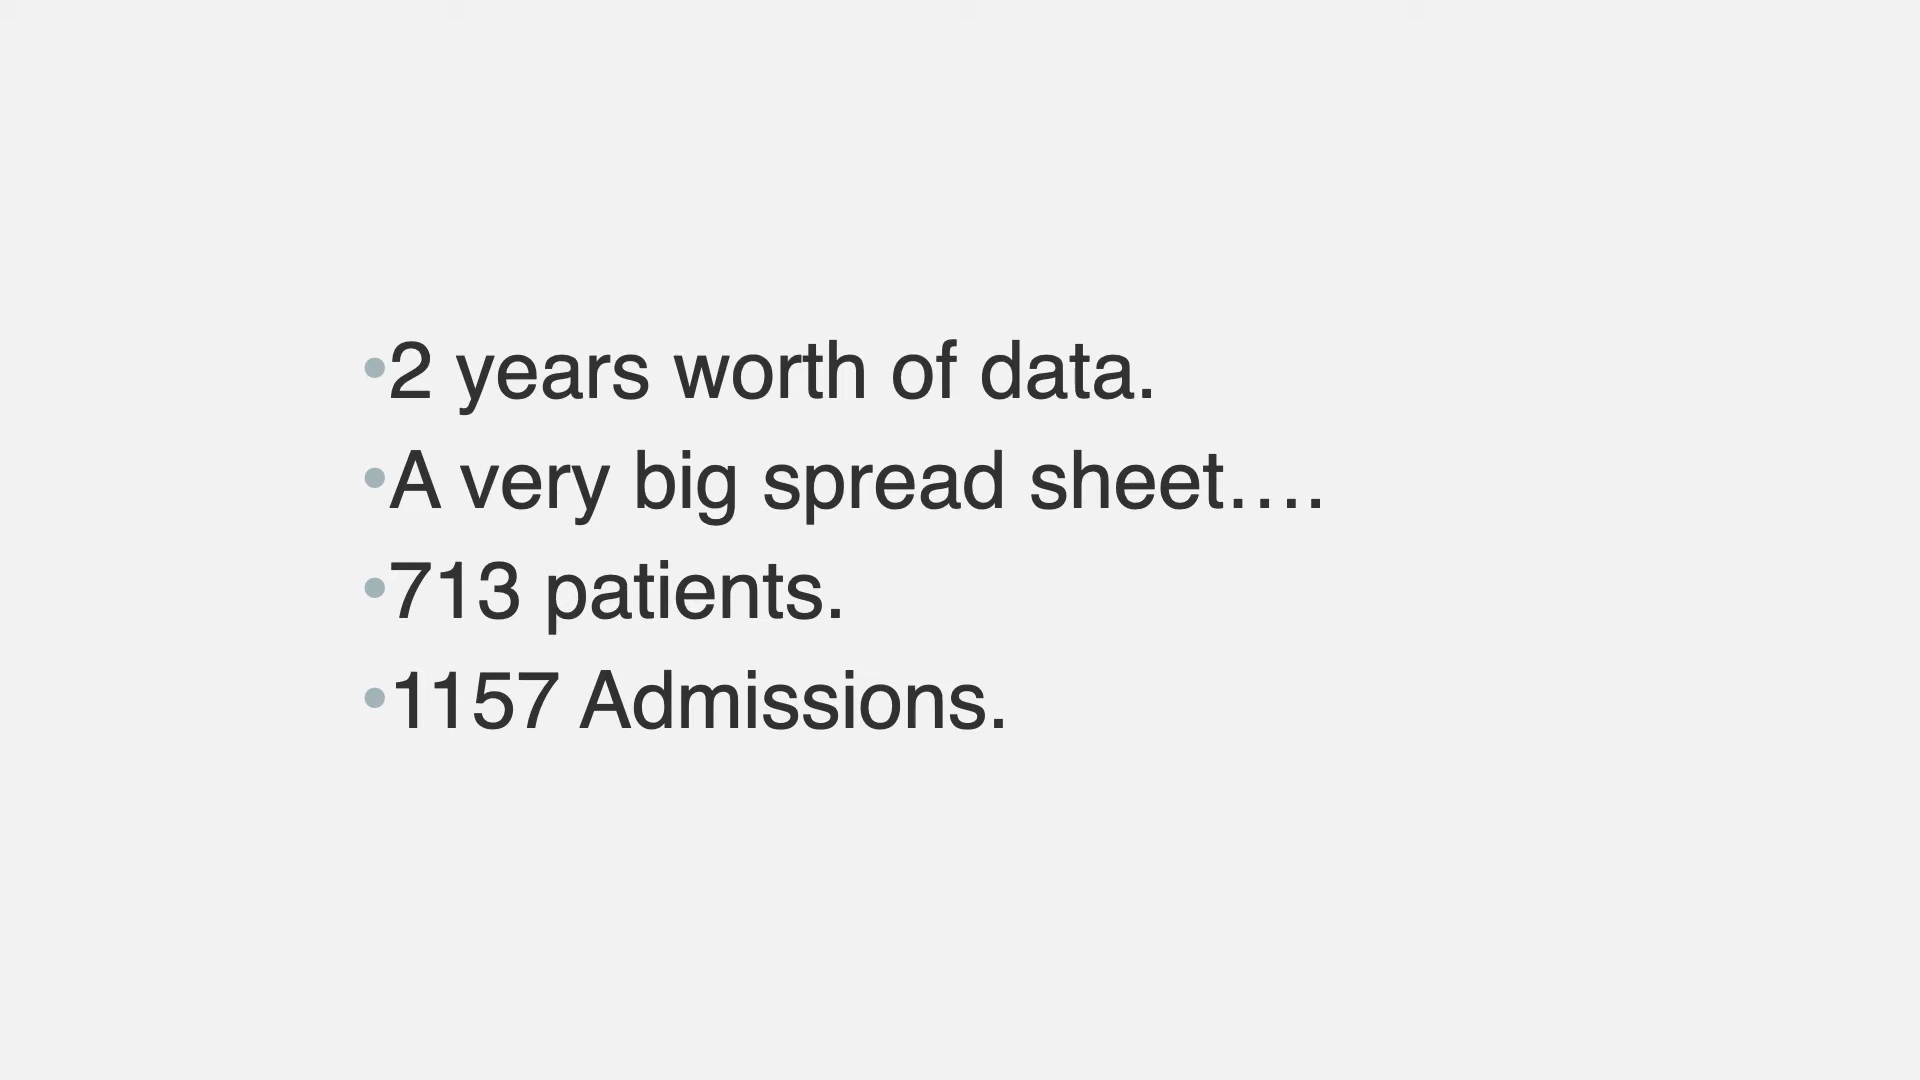 •2 years worth of data.
•A very big spread sheet....
•713 patients.
•1157 Admissions.